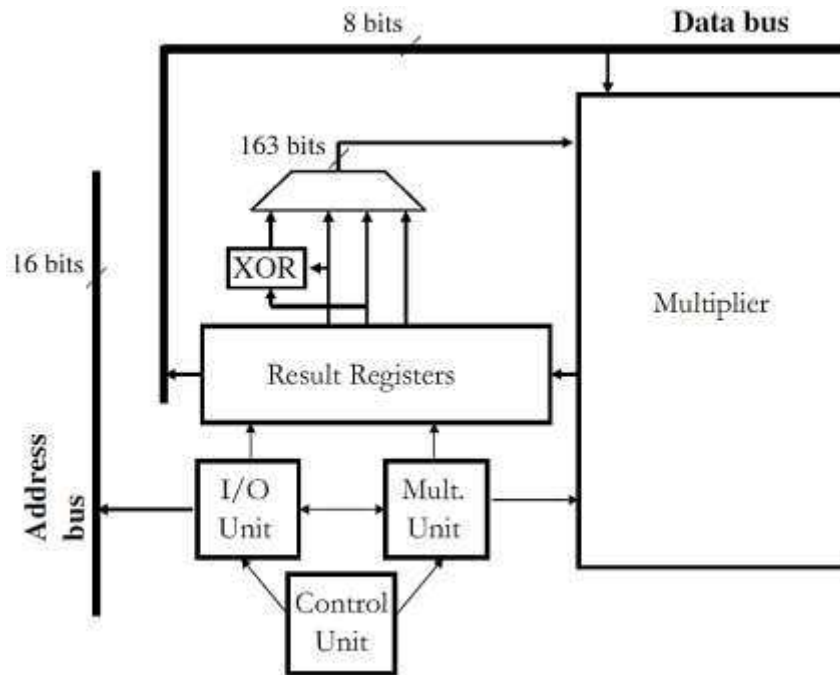 8 bits
Data bus
163 bits
16 bits
XOR
Multiplier
Result Registers
Address
bus
I/O
Unit
Mult.
Unit
Control
Unit